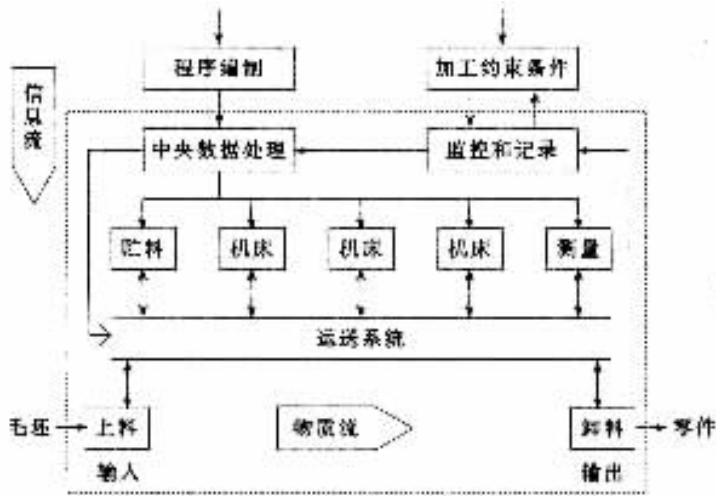 程序编制
加工约束条件
信息流
中央数据处理
监控和记录
贮料
机床
机床
机床
测量
运送系统
毛坯
上料
物质流
卸料
零件
输入
输出